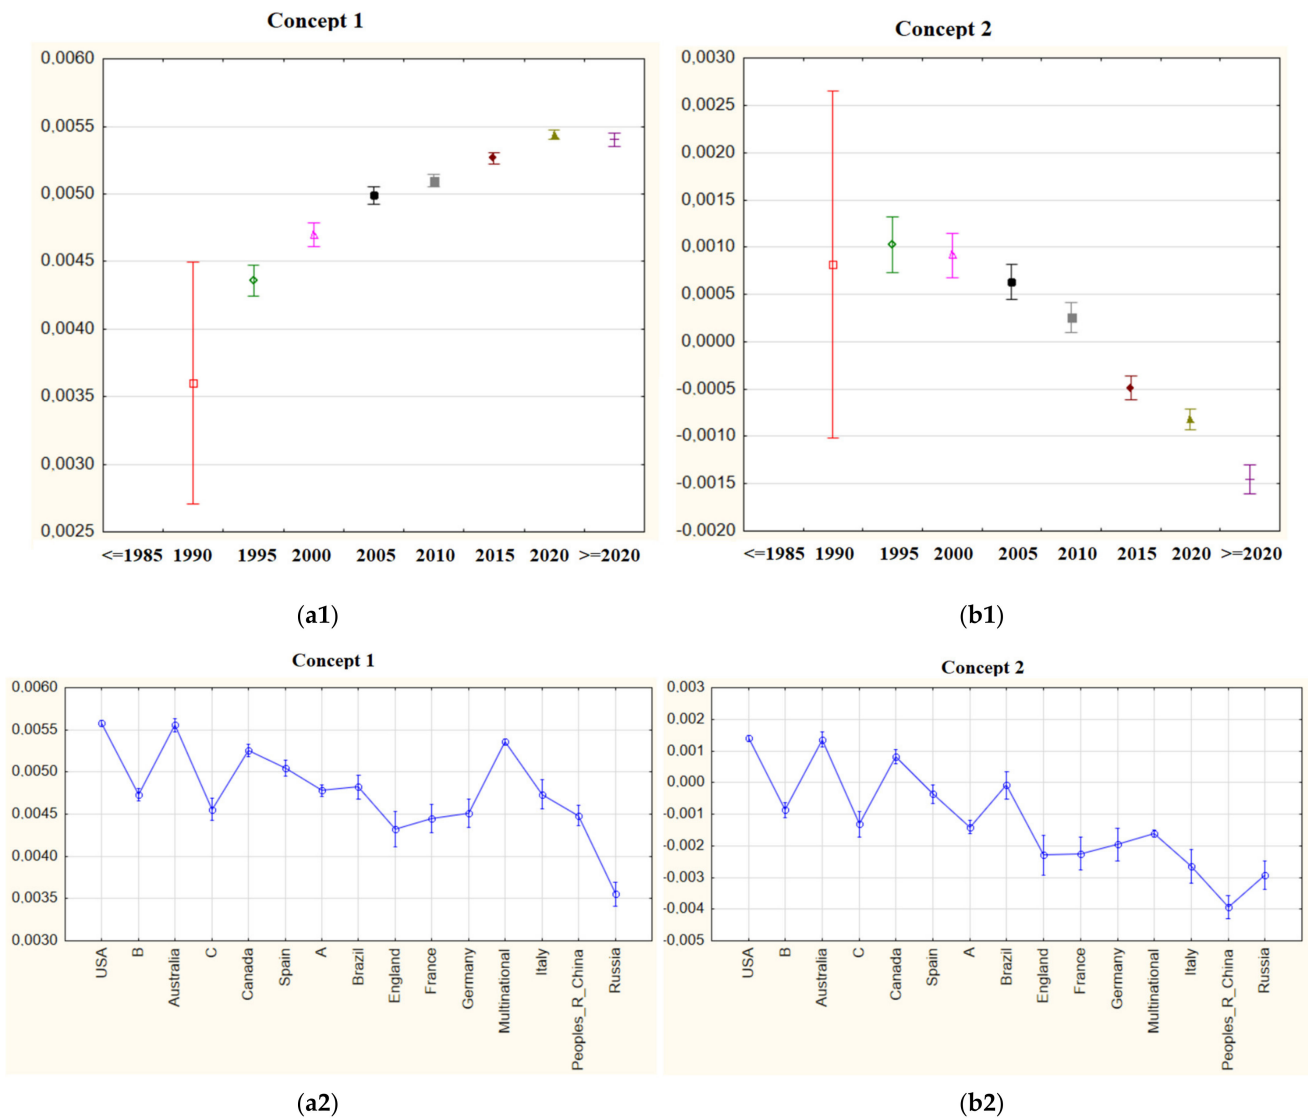 Concept 1
0,0060
0,0055
0,0050
0,0045
0,0040
0,0035
0,0030
0,0025
<=1985 1990 1995 2000 2005 2010 2015 2020 >=2020
(a1)
Concept 2
0,0030
0,0025
0,0020
0,0015
0,0010
0,0005
0,0000
-0,0005
-0,0010
-0,0015
-0,0020
<=1985 1990 1995 2000 2005 2010 2015 2020 >=2020
(b1)
Concept 1
0.0060
0.0055
0.0050
0.0045
0.0040
0.0035
0.0030
USA
B
Australia
C
Canada
Spain
A
Brazil
England
France
Germany
Multinational
Italy
Peoples_R_China
Russia
(a2)
Concept 2
0.003
0.002
0.001
0.000
-0.001
-0.002
-0.003
-0.004
-0.005
USA
B
Australia
C
Canada
Spain
A
Brazil
England
France
Germany
Multinational
Italy
Peoples_R_China
Russia
(b2)